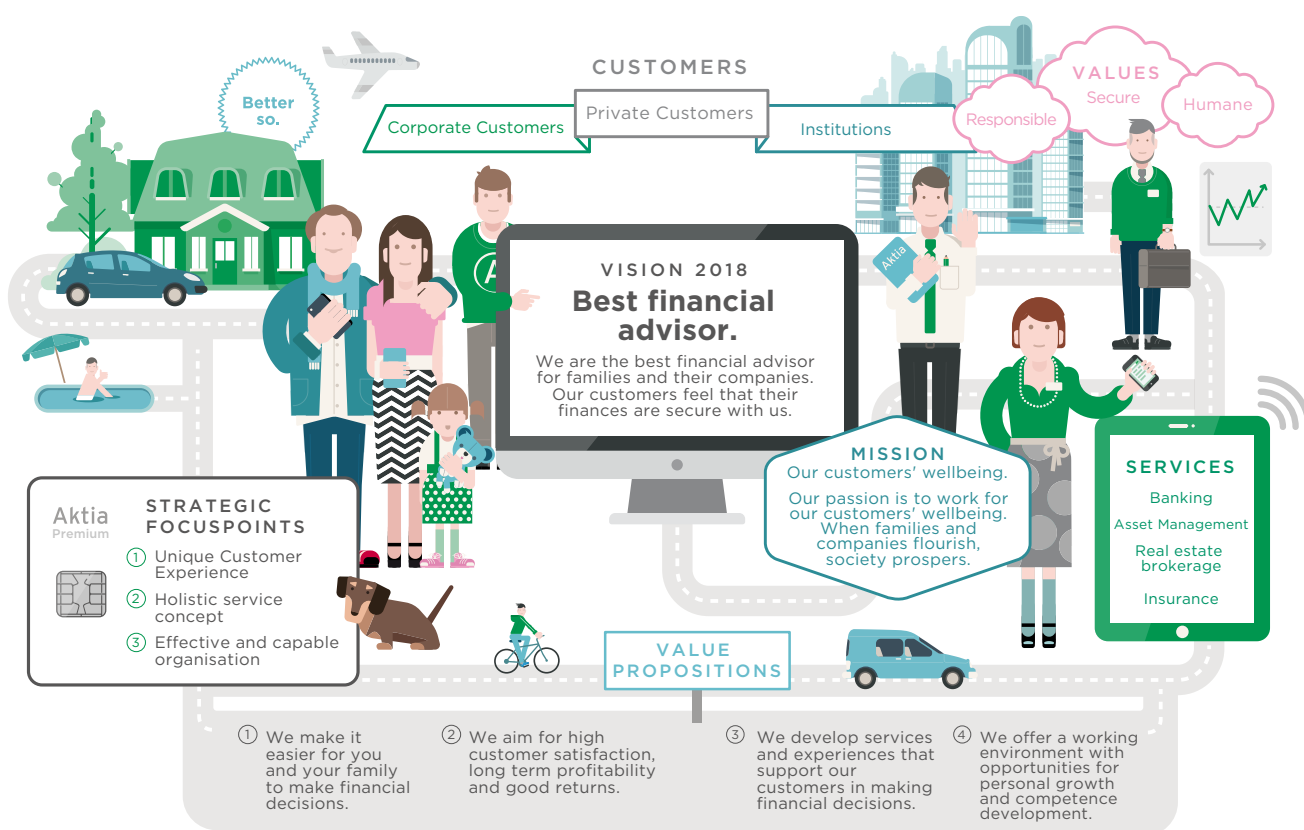 Better
so.
CUSTOMERS
Corporate Customers
Private Customers
Institutions
VALUES
Secure
Responsible
Humane
A
VISION 2018
Best financial
advisor.
We are the best financial advisor
for families and their companies.
Our customers feel that their
finances are secure with us.
Aktia
MISSION
Our customers' wellbeing.
Our passion is to work for
our customers' wellbeing.
When families and
companies flourish,
society prospers.
SERVICES
Banking
Asset Management
Real estate
brokerage
Insurance
Aktia
Premium
STRATEGIC
FOCUSPOINTS
1 Unique Customer
Experience
2 Holistic service
concept
3 Effective and capable
organisation
VALUE
PROPOSITIONS
1 We make it
easier for you
and your family
to make financial
decisions.
2 We aim for high
customer satisfaction,
long term profitability
and good returns.
3 We develop services
and experiences that
support our
customers in making
financial decisions.
4 We offer a working
environment with
opportunities for
personal growth
and competence
development.